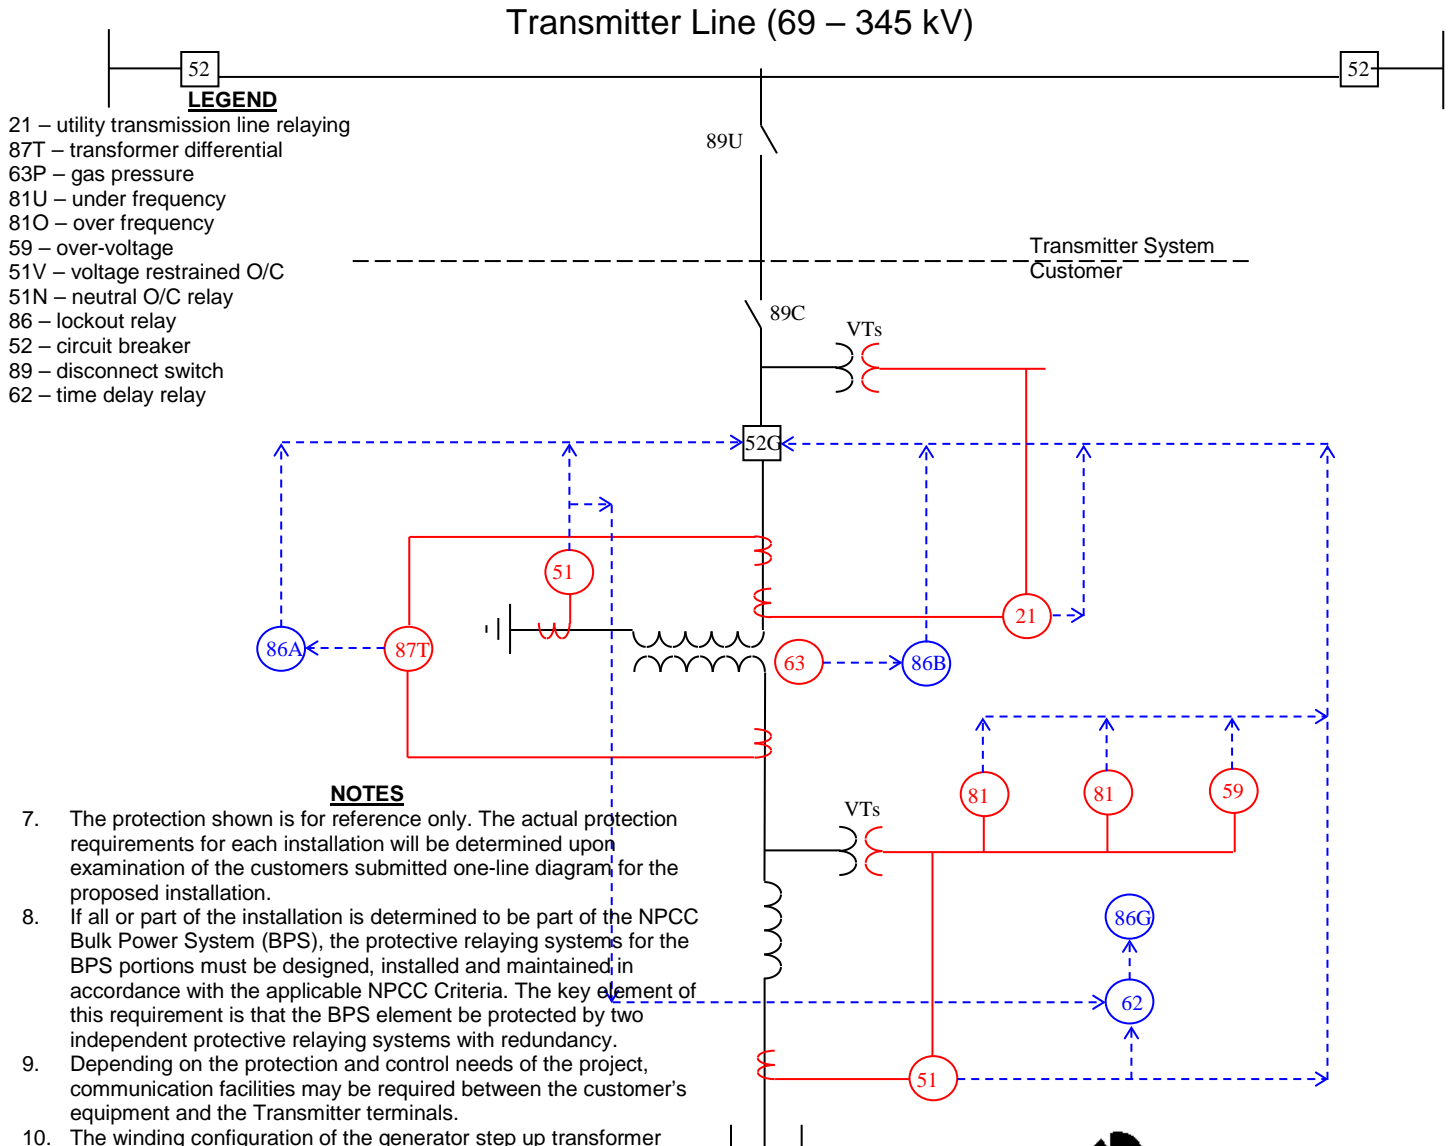 Transmitter Line (69 – 345 kV)
52
52
LEGEND
21 – utility transmission line relaying
87T – transformer differential
63P – gas pressure
81U – under frequency
81O – over frequency
59 – over-voltage
51V – voltage restrained O/C
51N – neutral O/C relay
86 – lockout relay
52 – circuit breaker
89 – disconnect switch
62 – time delay relay
89U
Transmitter System
Customer
89C
VTs
52G
51
21
86A
87T
63
86B
81
81
59
VTs
86G
62
51
NOTES
7. The protection shown is for reference only. The actual protection
requirements for each installation will be determined upon
examination of the customers submitted one-line diagram for the
proposed installation.
8. If all or part of the installation is determined to be part of the NPCC
Bulk Power System (BPS), the protective relaying systems for the
BPS portions must be designed, installed and maintained in
accordance with the applicable NPCC Criteria. The key element of
this requirement is that the BPS element be protected by two
independent protective relaying systems with redundancy.
9. Depending on the protection and control needs of the project,
communication facilities may be required between the customer's
equipment and the Transmitter terminals.
10. The winding configuration of the generator step up transformer